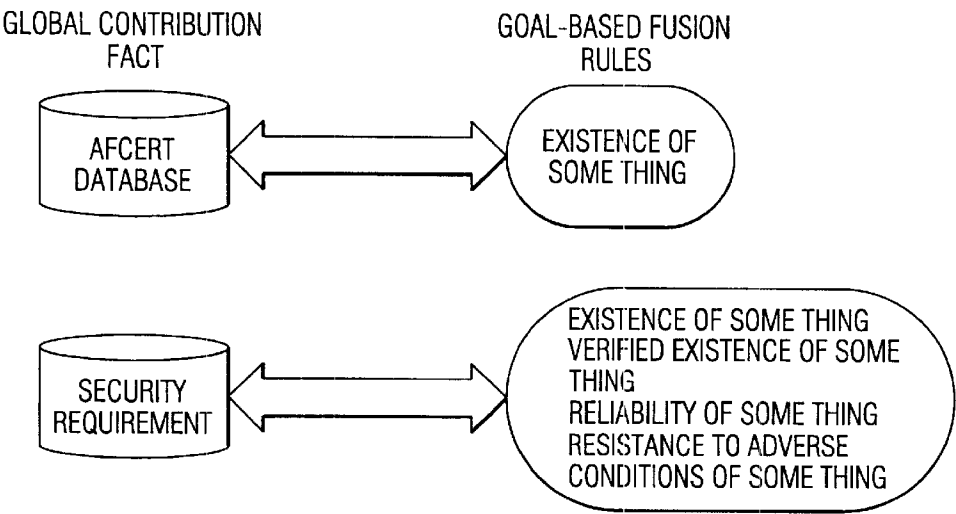 GLOBAL CONTRIBUTION
FACT
GOAL-BASED FUSION
RULES
AFCERT
DATABASE
EXISTENCE OF
SOME THING
SECURITY
REQUIREMENT
EXISTENCE OF SOME THING
VERIFIED EXISTENCE OF SOME
THING
RELIABILITY OF SOME THING
RESISTANCE TO ADVERSE
CONDITIONS OF SOME THING